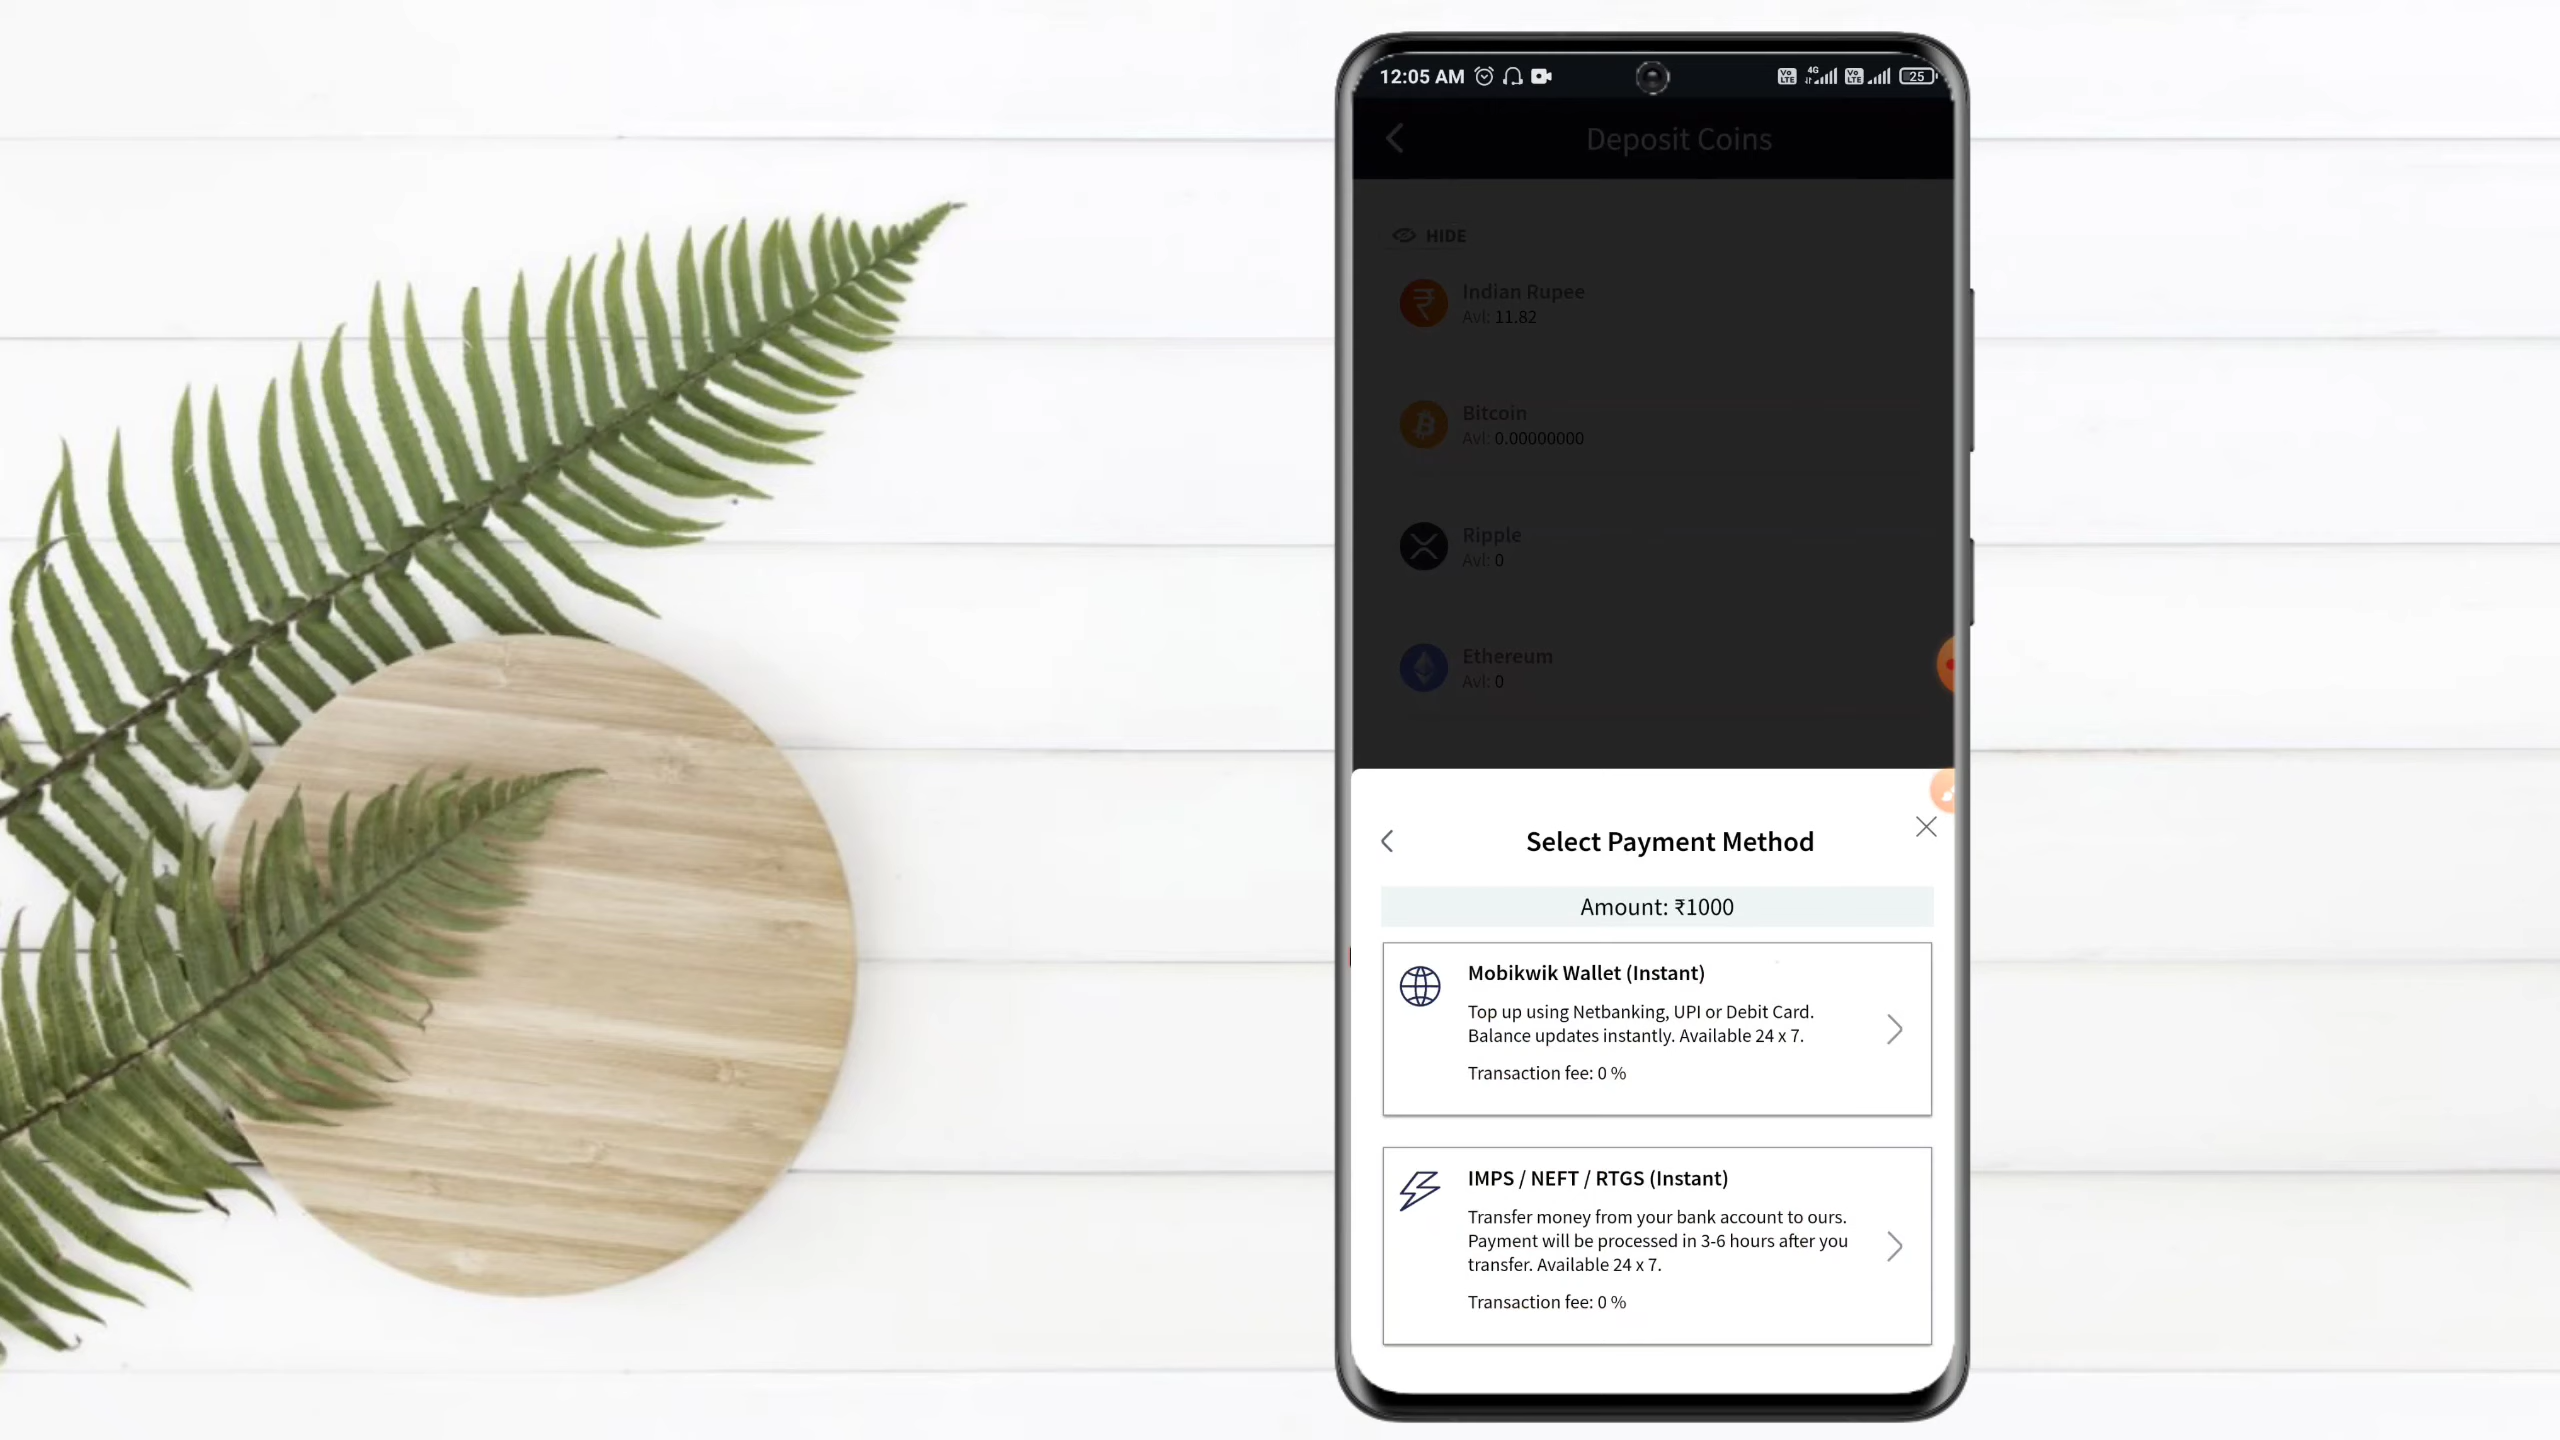 12:05 AM
4G
25
Deposit Coins
HIDE
Indian Rupee
Avl: 11.82
Bitcoin
Avl: 0.00000000
Ripple
Avl: 0
Ethereum
Avl: 0
Select Payment Method
Amount: ₹1000
Mobikwik Wallet (Instant)
Top up using Netbanking, UPI or Debit Card.
Balance updates instantly. Available 24 x 7.
Transaction fee: 0 %
IMPS / NEFT / RTGS (Instant)
Transfer money from your bank account to ours.
Payment will be processed in 3-6 hours after you
transfer. Available 24 x 7.
Transaction fee: 0 %